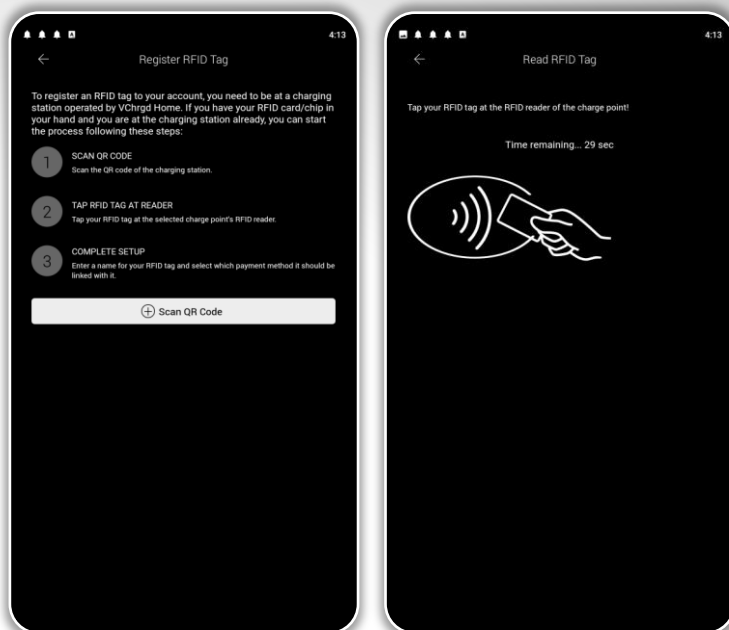 4:13
Register RFID Tag
To register an RFID tag to your account, you need to be at a charging
station operated by VChrgd Home. If you have your RFID card/chip in
your hand and you are at the charging station already, you can start
the process following these steps:
1
SCAN QR CODE
Scan the QR code of the charging station.
2
TAP RFID TAG AT READER
Tap your RFID tag at the selected charge point's RFID reader.
3
COMPLETE SETUP
Enter a name for your RFID tag and select which payment method it should be
linked with it.
Scan QR Code
4:13
Read RFID Tag
Tap your RFID tag at the RFID reader of the charge point!
Time remaining... 29 sec